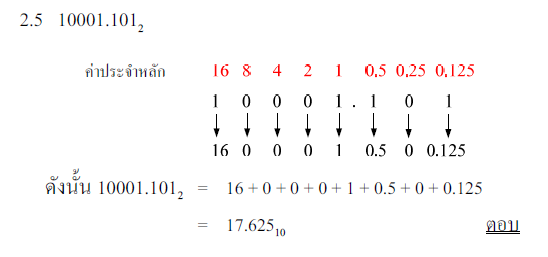 2.5 10001.101₂
ค่าประจำหลัก 16 8 4 2 1 0.5 0.25 0.125
1 0 0 0 1 . 1 0 1
16 0 0 0 1 0.5 0 0.125
ดังนั้น 10001.101₂ = 16 + 0 + 0 + 0 + 1 + 0.5 + 0 + 0.125
= 17.625₁₀ ตอบ